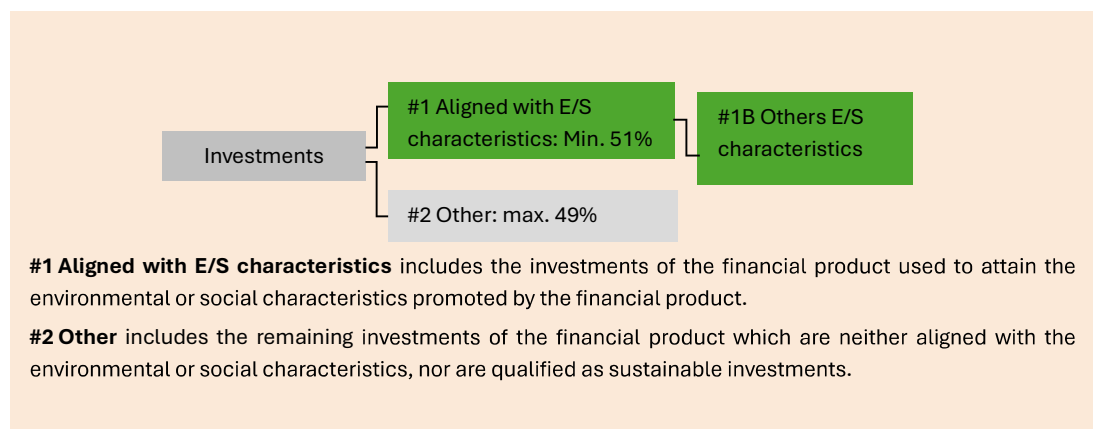 #1 Aligned with E/S
characteristics: Min. 51%
#1B Others E/S
characteristics
Investments
#2 Other: max. 49%
#1 Aligned with E/S characteristics includes the investments of the financial product used to attain the
environmental or social characteristics promoted by the financial product.
#2 Other includes the remaining investments of the financial product which are neither aligned with the
environmental or social characteristics, nor are qualified as sustainable investments.